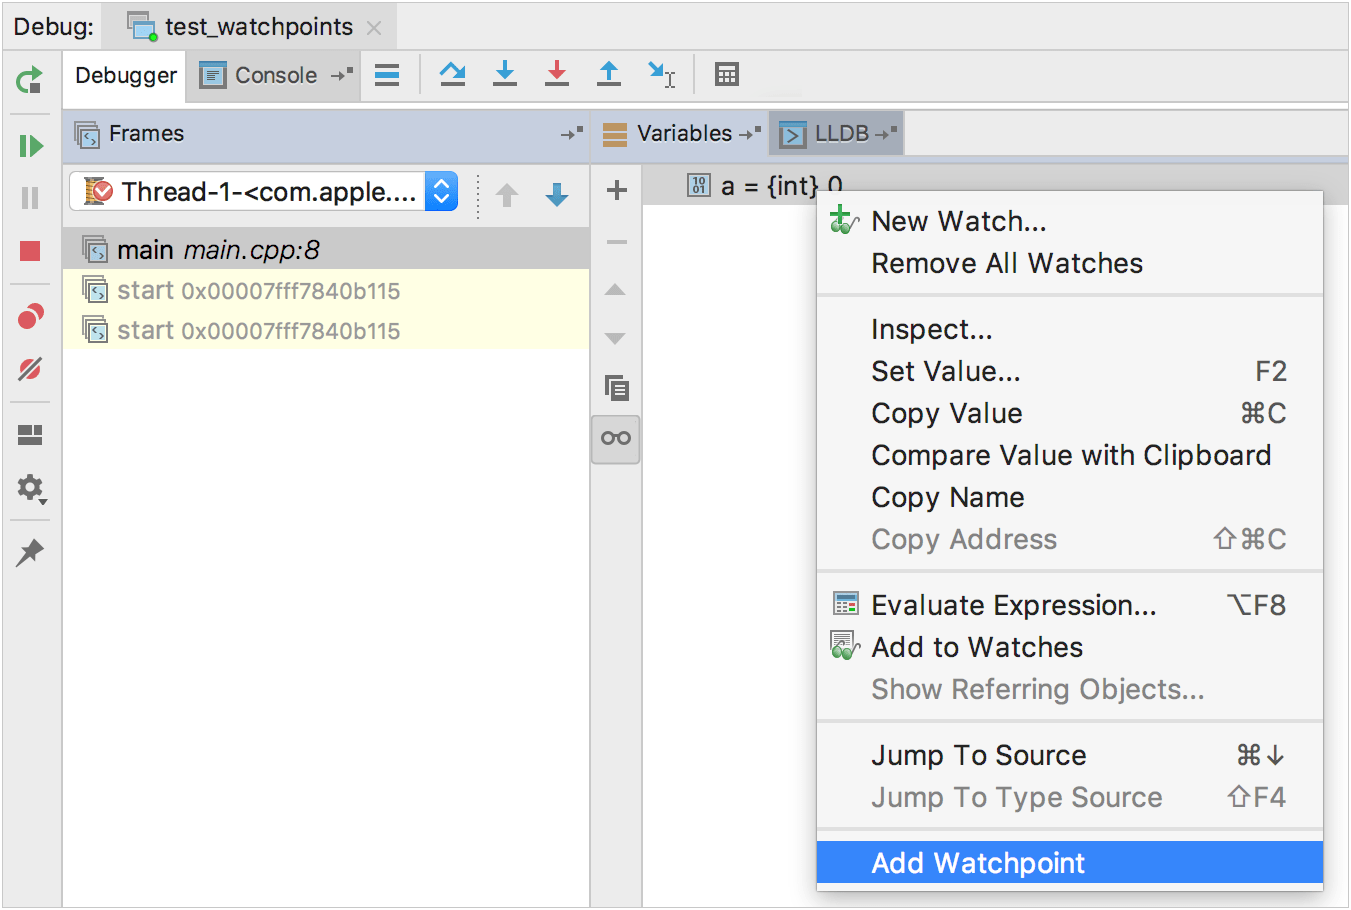 Debug: test_watchpoints
Debugger Console
Frames Variables LLDB
Thread-1-<com.apple....
a = {int} 0
main main.cpp:8
start 0x00007fff7840b115
start 0x00007fff7840b115
New Watch...
Remove All Watches
Inspect...
Set Value... F2
Copy Value ⌘C
Compare Value with Clipboard
Copy Name
Copy Address ⇧⌘C
Evaluate Expression... ⌥F8
Add to Watches
Show Referring Objects...
Jump To Source ⌘↓
Jump To Type Source ⇧F4
Add Watchpoint